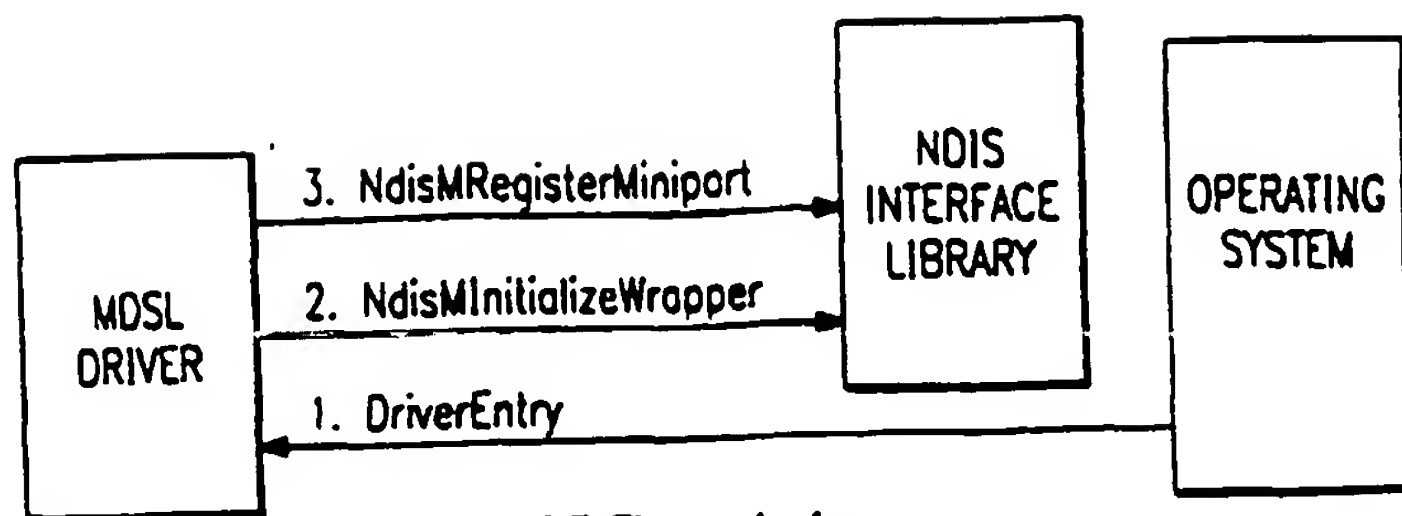 MDSL
DRIVER
3. NdisMRegisterMiniport
2. NdisMInitializeWrapper
1. DriverEntry
NDIS
INTERFACE
LIBRARY
OPERATING
SYSTEM